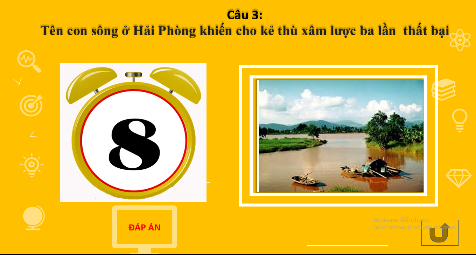 Câu 3:
Tên con sông ở Hải Phòng khiến cho kẻ thù xâm lược ba lần thất bại
8
ĐÁP ÁN